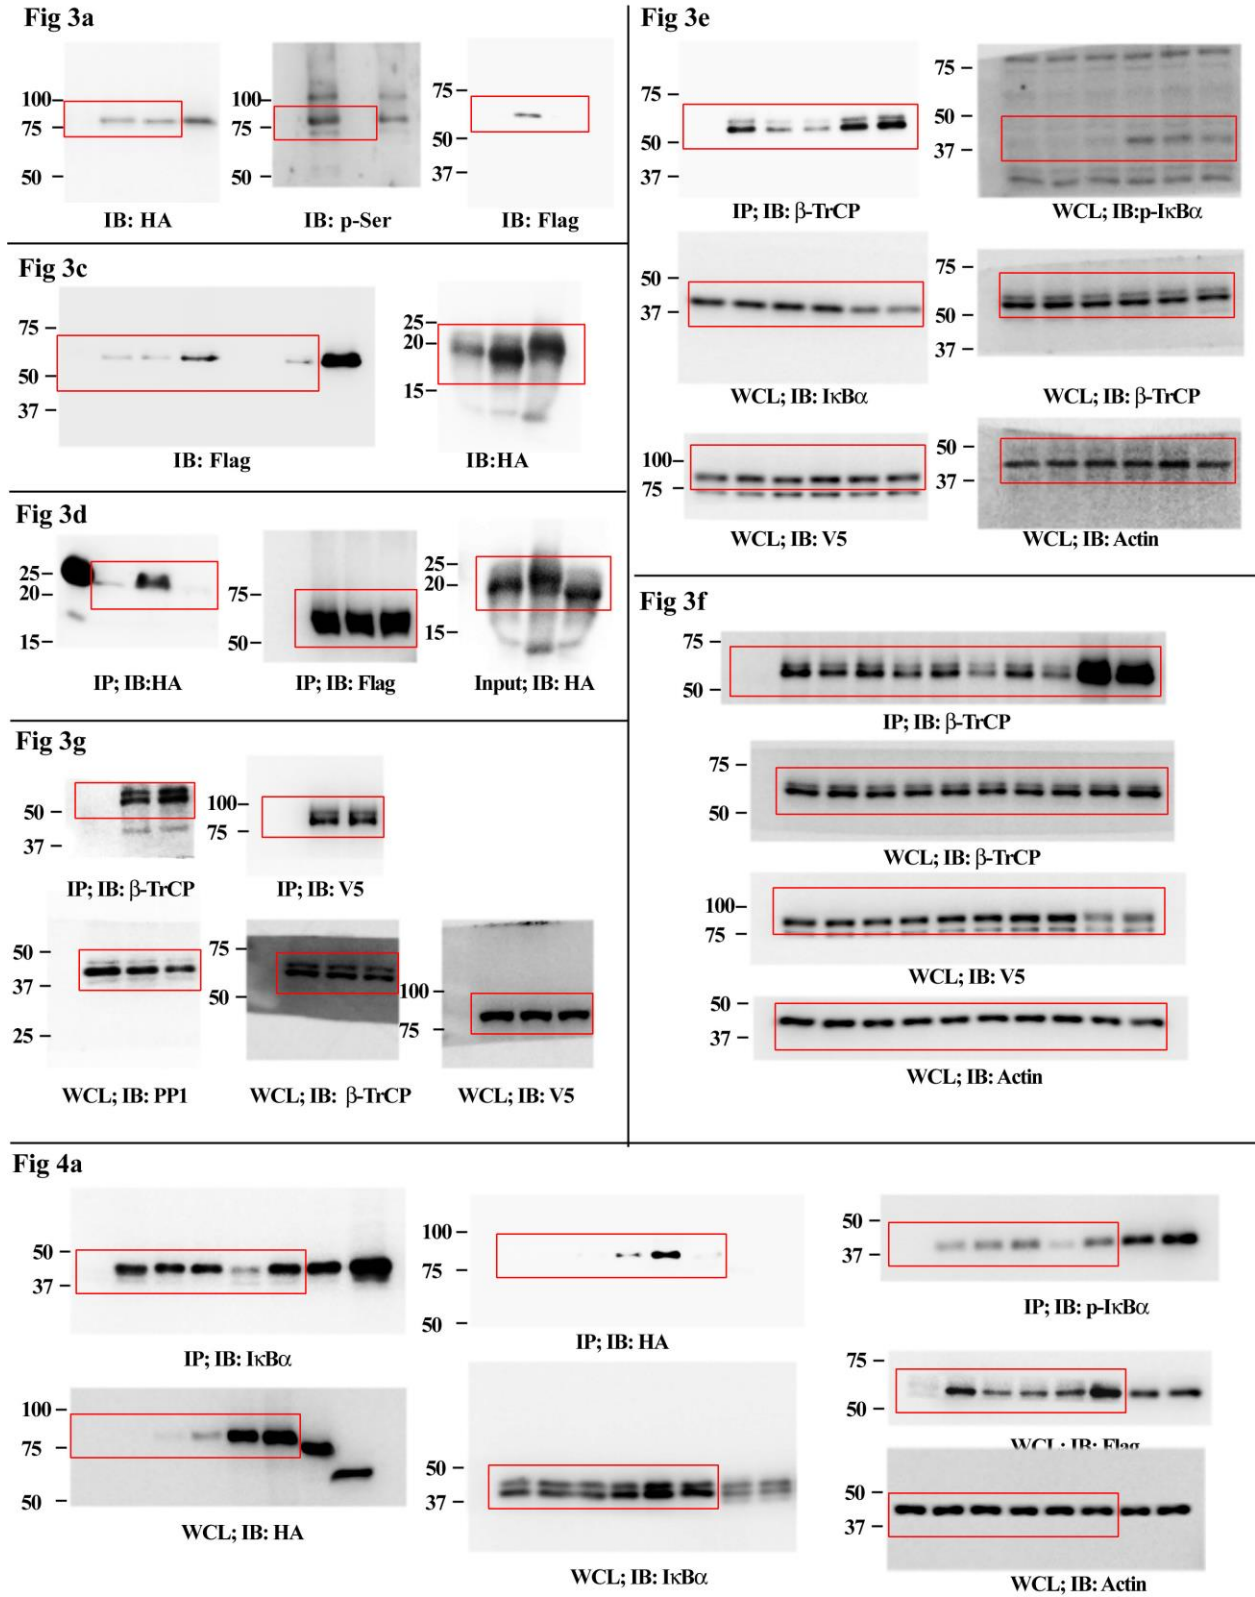 Fig 3a
100 –
75 –
50 –
IB: HA
100 –
75 –
50 –
IB: p-Ser
75 –
50 –
37 –
IB: Flag
Fig 3c
75 –
50 –
37 –
IB: Flag
25 –
20 –
15 –
IB:HA
Fig 3d
25 –
20 –
15 –
IP; IB:HA
75 –
50 –
IP; IB: Flag
25 –
20 –
15 –
Input; IB: HA
Fig 3g
50 –
37 –
IP; IB: β-TrCP
100 –
75 –
IP; IB: V5
50 –
37 –
25 –
WCL; IB: PP1
75 –
50 –
WCL; IB: β-TrCP
100 –
75 –
WCL; IB: V5
Fig 3e
75 –
50 –
37 –
IP; IB: β-TrCP
75 –
50 –
37 –
WCL; IB:p-IκBα
50 –
37 –
WCL; IB: IκBα
75 –
50 –
37 –
WCL; IB: β-TrCP
100 –
75 –
WCL; IB: V5
50 –
37 –
WCL; IB: Actin
Fig 3f
75 –
50 –
IP; IB: β-TrCP
75 –
50 –
WCL; IB: β-TrCP
100 –
75 –
WCL; IB: V5
50 –
37 –
WCL; IB: Actin
Fig 4a
50 –
37 –
IP; IB: IκBα
100 –
75 –
50 –
IP; IB: HA
50 –
37 –
IP; IB: p-IκBα
100 –
75 –
50 –
WCL; IB: HA
50 –
37 –
WCL; IB: IκBα
75 –
50 –
WCL; IB: Flag
50 –
37 –
WCL; IB: Actin